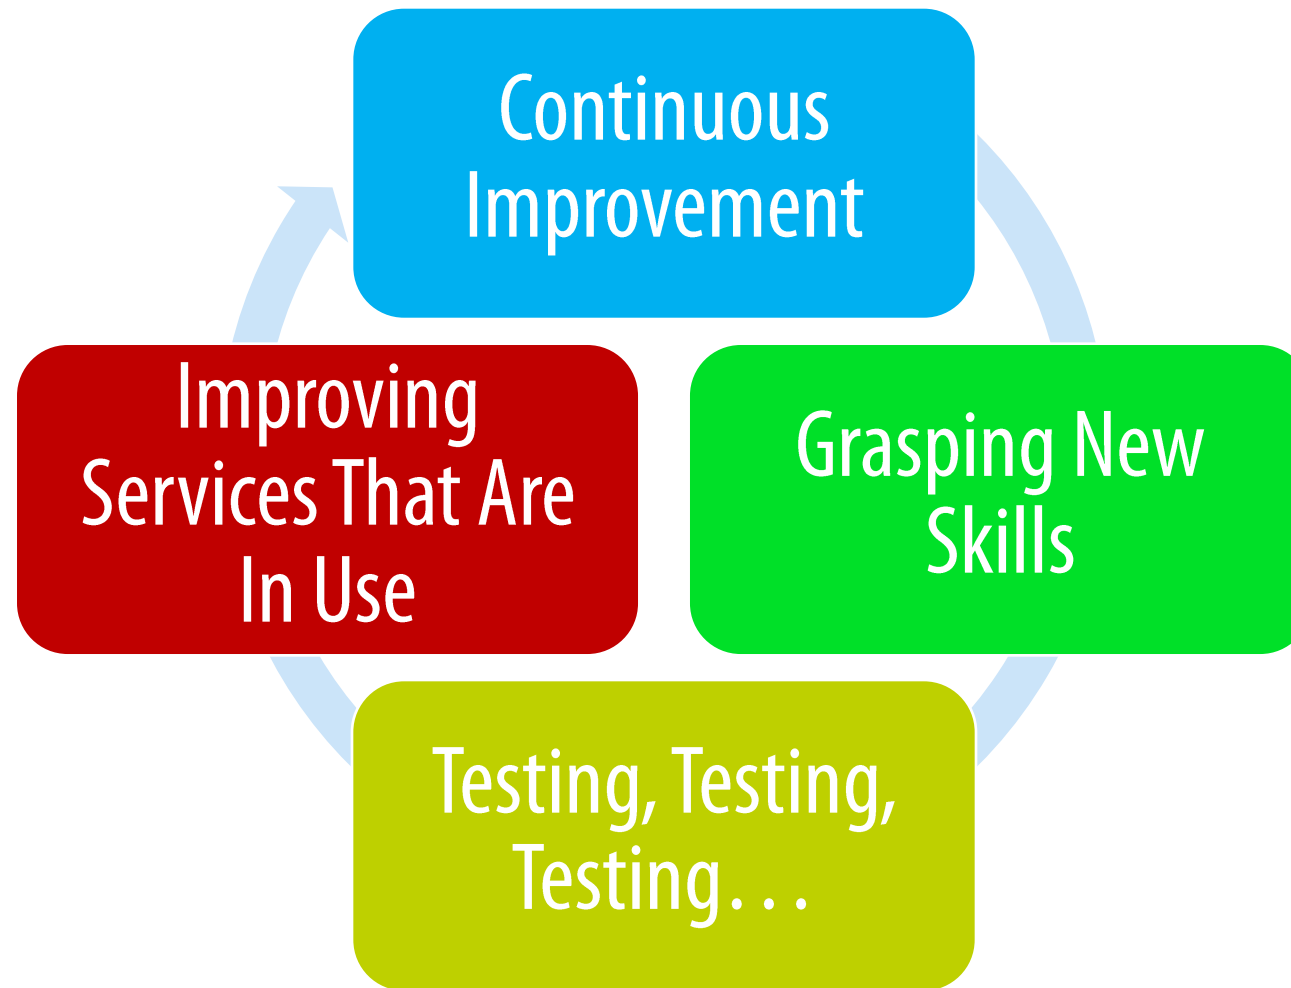 Continuous
Improvement
Improving
Services That Are
In Use
Grasping New
Skills
Testing, Testing,
Testing…